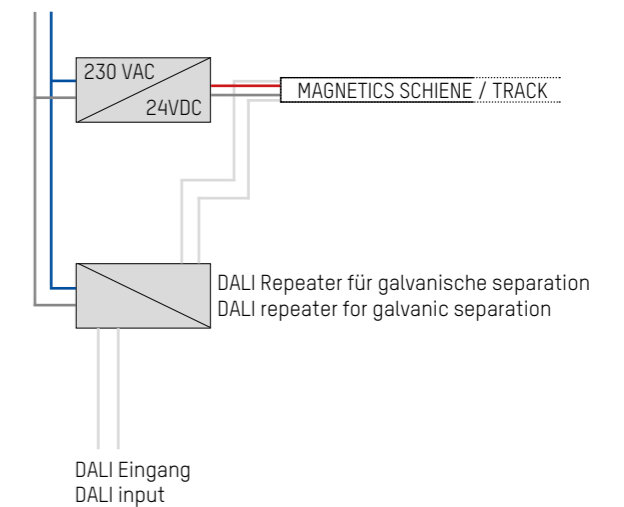 230 VAC
24VDC
MAGNETICS SCHIENE / TRACK
DALI Repeater für galvanische separation
DALI repeater for galvanic separation
DALI Eingang
DALI input